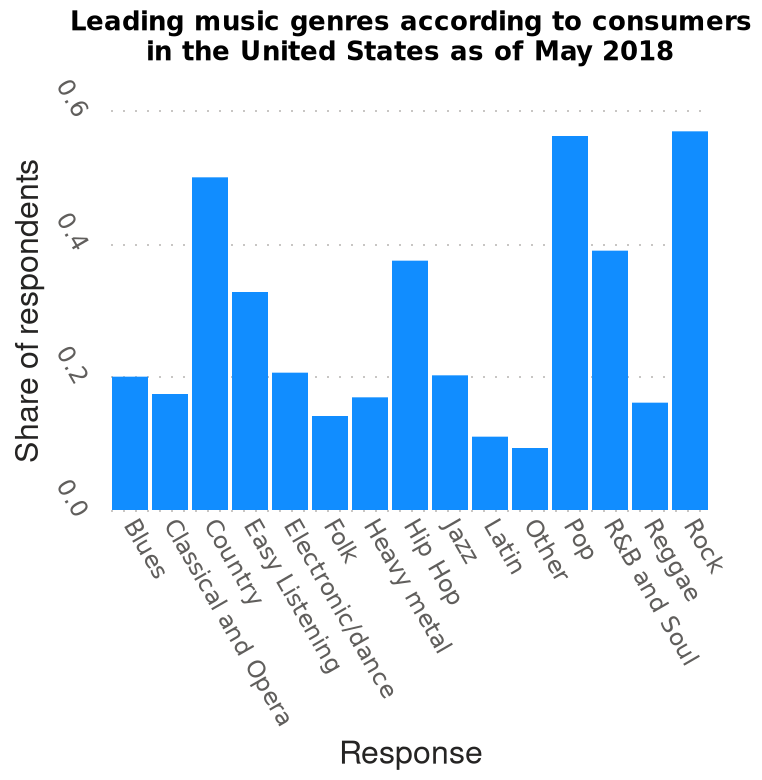 Leading music genres according to consumers
in the United States as of May 2018
Share of respondents
0.6
0.4
0.2
0.0
Blues
Classical and Opera
Country
Easy Listening
Electronic/dance
Folk
Heavy metal
Hip Hop
Jazz
Latin
Other
Pop
R&B and Soul
Reggae
Rock
Response